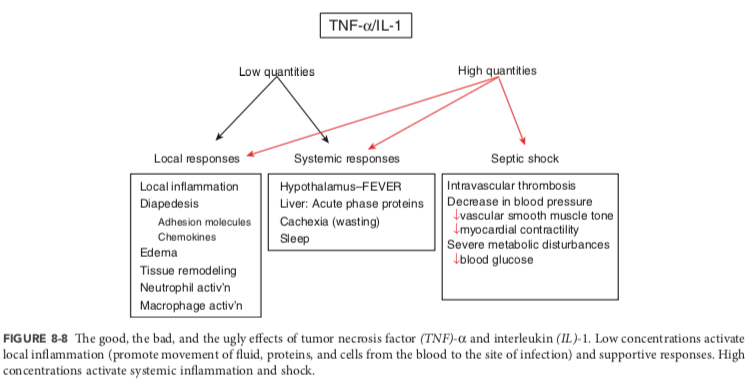 TNF-α/IL-1
Low quantities
High quantities
Local responses
Systemic responses
Septic shock
Local inflammation
Diapedesis
Adhesion molecules
Chemokines
Edema
Tissue remodeling
Neutrophil activ'n
Macrophage activ'n
Hypothalamus–FEVER
Liver: Acute phase proteins
Cachexia (wasting)
Sleep
Intravascular thrombosis
Decrease in blood pressure
↓vascular smooth muscle tone
↓myocardial contractility
Severe metabolic disturbances
↓blood glucose
FIGURE 8-8 The good, the bad, and the ugly effects of tumor necrosis factor (TNF)-α and interleukin (IL)-1. Low concentrations activate
local inflammation (promote movement of fluid, proteins, and cells from the blood to the site of infection) and supportive responses. High
concentrations activate systemic inflammation and shock.